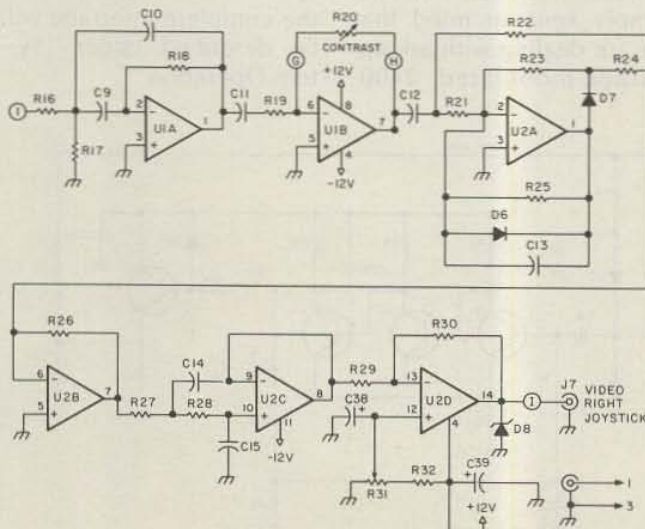 C10
R20
R22
R18
CONTRAST
G
H
+12V
R23
R24
I
R16
C9
2
U1A
1
C11
R19
6
8
U1B
7
C12
R21
2
U2A
1
D7
3
5
4
3
R17
-12V
R25
D6
C13
R26
R30
C14
9
R29
13
J7
VIDEO
RIGHT
JOYSTICK
6
U2B
7
R27
R28
U2C
8
C38
+
U2D
14
I
5
10
11
12
4
D8
C15
-12V
R31
R32
+
C39
1
+12V
3